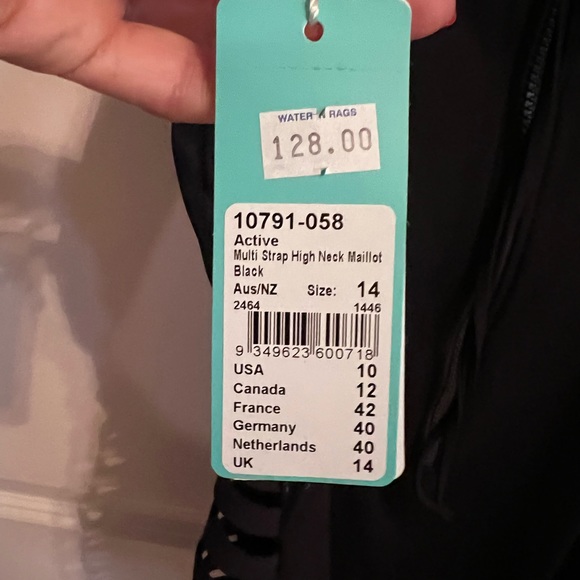 WATER N RAGS
128.00
10791-058
Active
Multi Strap High Neck Maillot
Black
Aus/NZ Size: 14
2464 1446
9 349623 600718
USA 10
Canada 12
France 42
Germany 40
Netherlands 40
UK 14